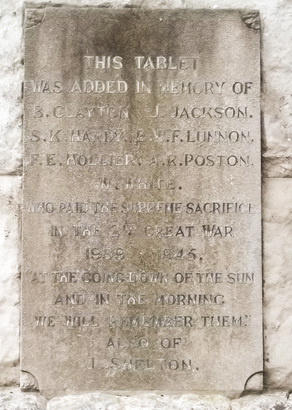 THIS TABLET
WAS ADDED IN MEMORY OF
B. CLAYTON J. JACKSON.
S. K. HARDY. F. LUNNON.
F. E. HOLLIER. A. R. POSTON.
WHO PAID THE SUPREME SACRIFICE
IN THE 2ND GREAT WAR
1939 1945.
"AT THE GOING DOWN OF THE SUN
AND IN THE MORNING
WE WILL REMEMBER THEM."
ALSO OF
L. SHELTON.